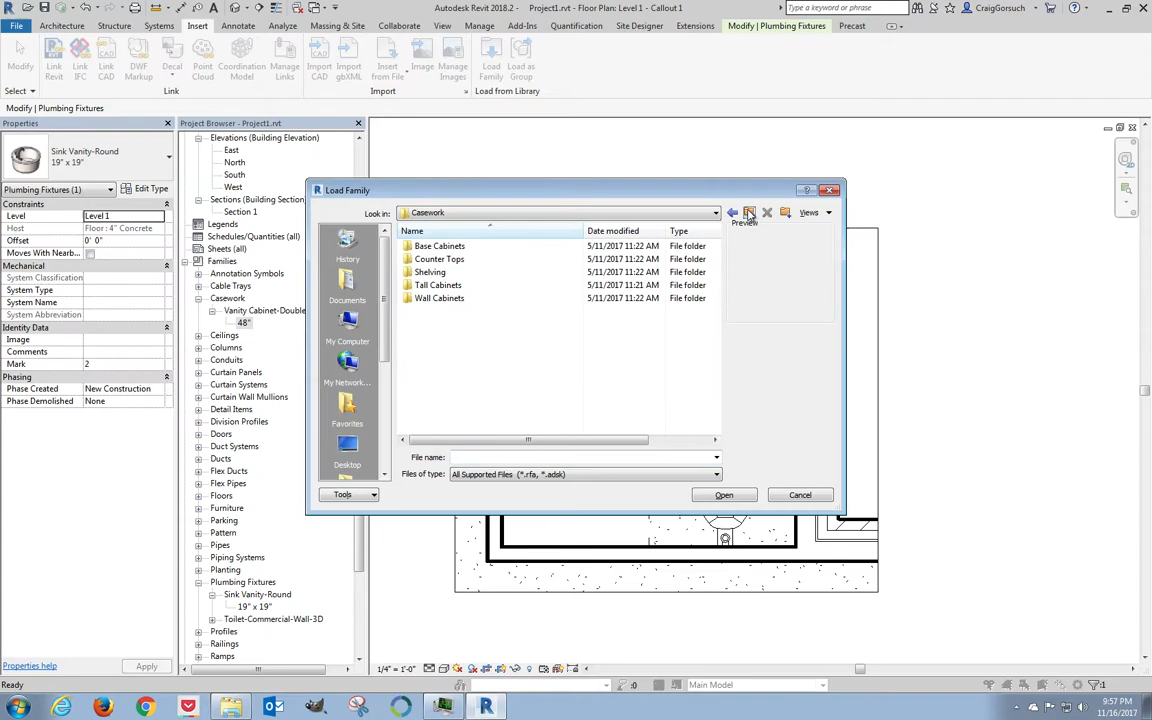 Autodesk Revit 2018.2 -   Project1.rvt - Floor Plan: Level 1 - Callout 1
Type a keyword or phrase
CraigGorsuch
File Architecture Structure Systems Insert Annotate Analyze Massing & Site Collaborate View Manage Add-Ins Quantification Site Designer Extensions Modify | Plumbing Fixtures Precast
Modify
Link Revit
Link IFC
Link CAD
DWF Markup
Decal
Point Cloud
Coordination Model
Manage Links
Import CAD
Import gbXML
Insert from File
Image
Manage Images
Load Family
Load as Group
Select Link Import Load from Library
Modify | Plumbing Fixtures
Properties
Sink Vanity-Round
19" x 19"
Plumbing Fixtures (1) Edit Type
Constraints
Level Level 1
Host Floor : 4" Concrete
Offset 0' 0"
Moves With Nearb...
Mechanical
System Classification
System Type
System Name
System Abbreviation
Identity Data
Image
Comments
Mark 2
Phasing
Phase Created New Construction
Phase Demolished None
Properties help Apply
Project Browser - Project1.rvt
Elevations (Building Elevation)
East
North
South
West
Sections (Building Section)
Section 1
Legends
Schedules/Quantities (all)
Sheets (all)
Families
Annotation Symbols
Cable Trays
Casework
Vanity Cabinet-Double
48"
Ceilings
Columns
Conduits
Curtain Panels
Curtain Systems
Curtain Wall Mullions
Detail Items
Division Profiles
Doors
Duct Systems
Ducts
Flex Ducts
Flex Pipes
Floors
Furniture
Parking
Pattern
Pipes
Piping Systems
Planting
Plumbing Fixtures
Sink Vanity-Round
19" x 19"
Toilet-Commercial-Wall-3D
Profiles
Railings
Ramps
Load Family
Look in: Casework Views
Preview
Name Date modified Type
Base Cabinets 5/11/2017 11:22 AM File folder
Counter Tops 5/11/2017 11:22 AM File folder
Shelving 5/11/2017 11:22 AM File folder
Tall Cabinets 5/11/2017 11:21 AM File folder
Wall Cabinets 5/11/2017 11:22 AM File folder
History
Documents
My Computer
My Network...
Favorites
Desktop
File name:
Files of type: All Supported Files (*.rfa, *.adsk)
Tools Open Cancel
1/4" = 1'-0"
Ready :0 Main Model :1
9:57 PM
11/16/2017